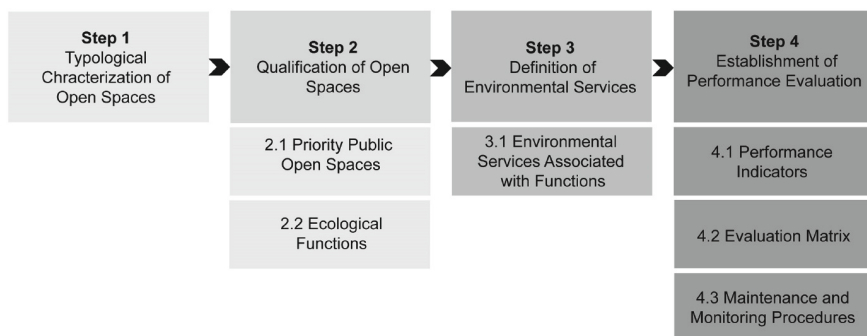 Step 1
Typological
Chracterization of
Open Spaces
Step 2
Qualification of Open
Spaces
2.1 Priority Public
Open Spaces
2.2 Ecological
Functions
Step 3
Definition of
Environmental Services
3.1 Environmental
Services Associated
with Functions
Step 4
Establishment of
Performance Evaluation
4.1 Performance
Indicators
4.2 Evaluation Matrix
4.3 Maintenance and
Monitoring Procedures